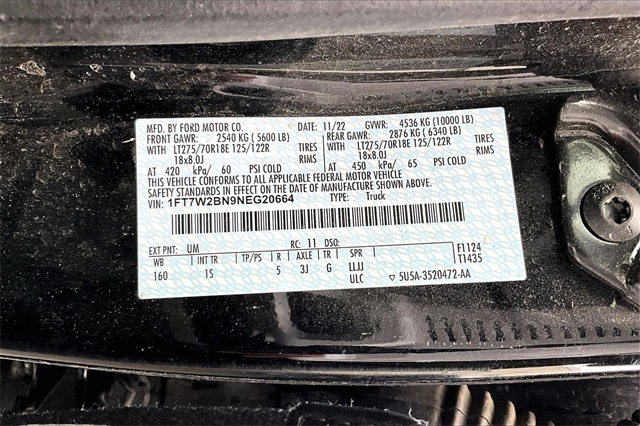 MFD. BY FORD MOTOR CO. 11/22 GVWR: 4536 KG (10000 LB)
FRONT GAWR: 2540 KG (5600 LB) REAR GAWR: 2876 KG (6340 LB)
WITH LT275/70R18E 125/122R TIRES WITH LT275/70R18E 125/122R TIRES
18x8.0J RIMS 18x8.0J RIMS
AT 420 kPa/ 60 PSI COLD AT 450 kPa/ 65 PSI COLD
THIS VEHICLE CONFORMS TO ALL APPLICABLE FEDERAL MOTOR VEHICLE
SAFETY STANDARDS IN EFFECT ON THE DATE OF MANUFACTURE SHOWN ABOVE.
VIN: 1FT7W2BN9NEG20664 TYPE: Truck
EXT PNT: UM RC: 11 DSO: F1124
WB INT TR TP/PS R AXLE TR SPR T1435
160 1S 5 3J G LLJJ
ULC ▽ 5U5A-3520472-AA